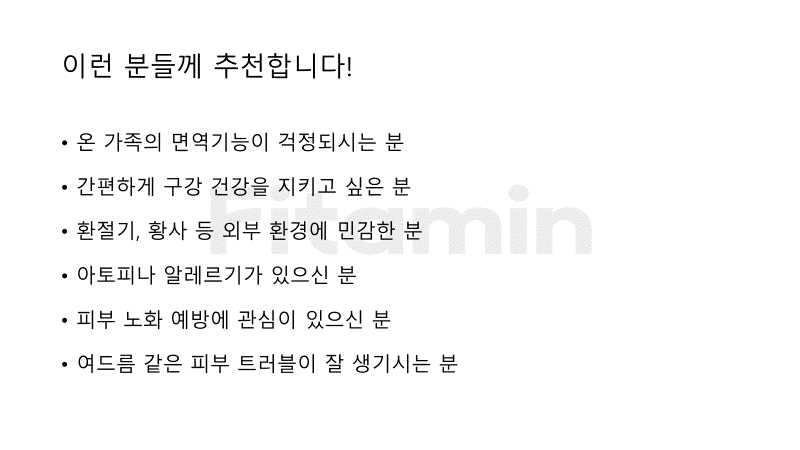 이런 분들께 추천합니다!
• 온 가족의 면역기능이 걱정되시는 분
• 간편하게 구강 건강을 지키고 싶은 분
• 환절기, 황사 등 외부 환경에 민감한 분
Fitamin
• 아토피나 알레르기가 있으신 분
• 피부 노화 예방에 관심이 있으신 분
• 여드름 같은 피부 트러블이 잘 생기시는 분